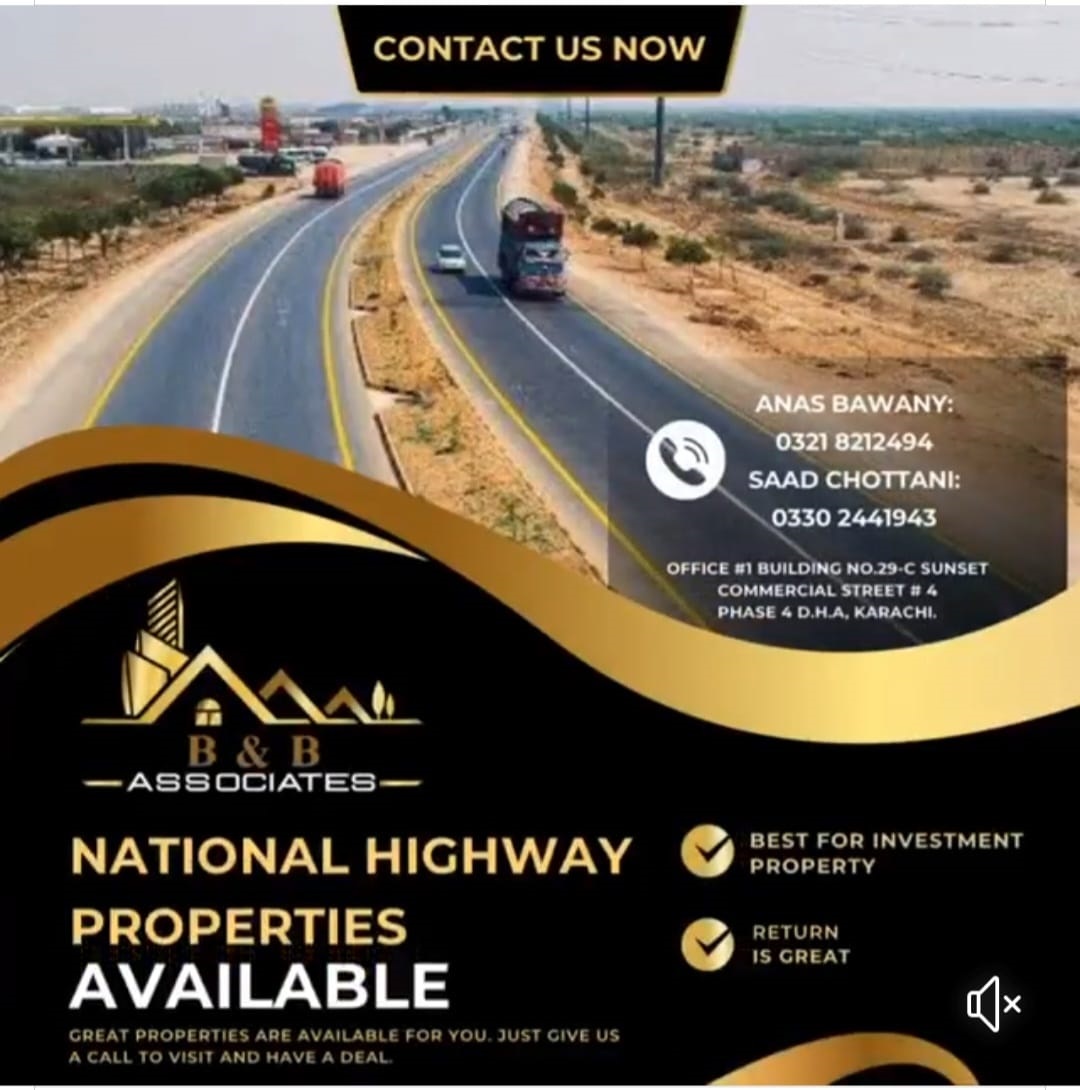 CONTACT US NOW
ANAS BAWANY:
0321 8212494
SAAD CHOTTANI:
0330 2441943
OFFICE #1 BUILDING NO.29-C SUNSET
COMMERCIAL STREET # 4
PHASE 4 D.H.A, KARACHI.
B & B
ASSOCIATES
NATIONAL HIGHWAY
PROPERTIES
AVAILABLE
GREAT PROPERTIES ARE AVAILABLE FOR YOU. JUST GIVE US
A CALL TO VISIT AND HAVE A DEAL.
BEST FOR INVESTMENT
PROPERTY
RETURN
IS GREAT